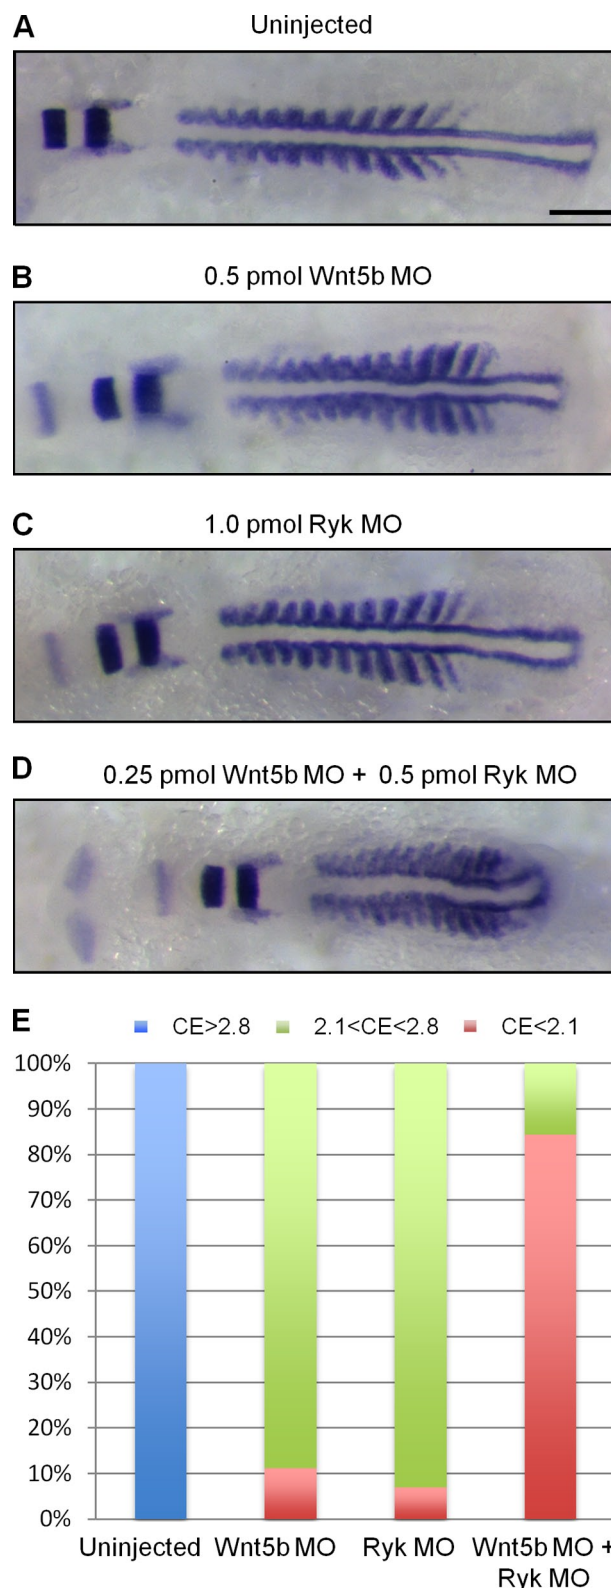 A
Uninjected
B
0.5 pmol Wnt5b MO
C
1.0 pmol Ryk MO
D
0.25 pmol Wnt5b MO + 0.5 pmol Ryk MO
E
CE>2.8 2.1<CE<2.8 CE<2.1
100%
90%
80%
70%
60%
50%
40%
30%
20%
10%
0%
Uninjected Wnt5b MO Ryk MO Wnt5b MO +
Ryk MO